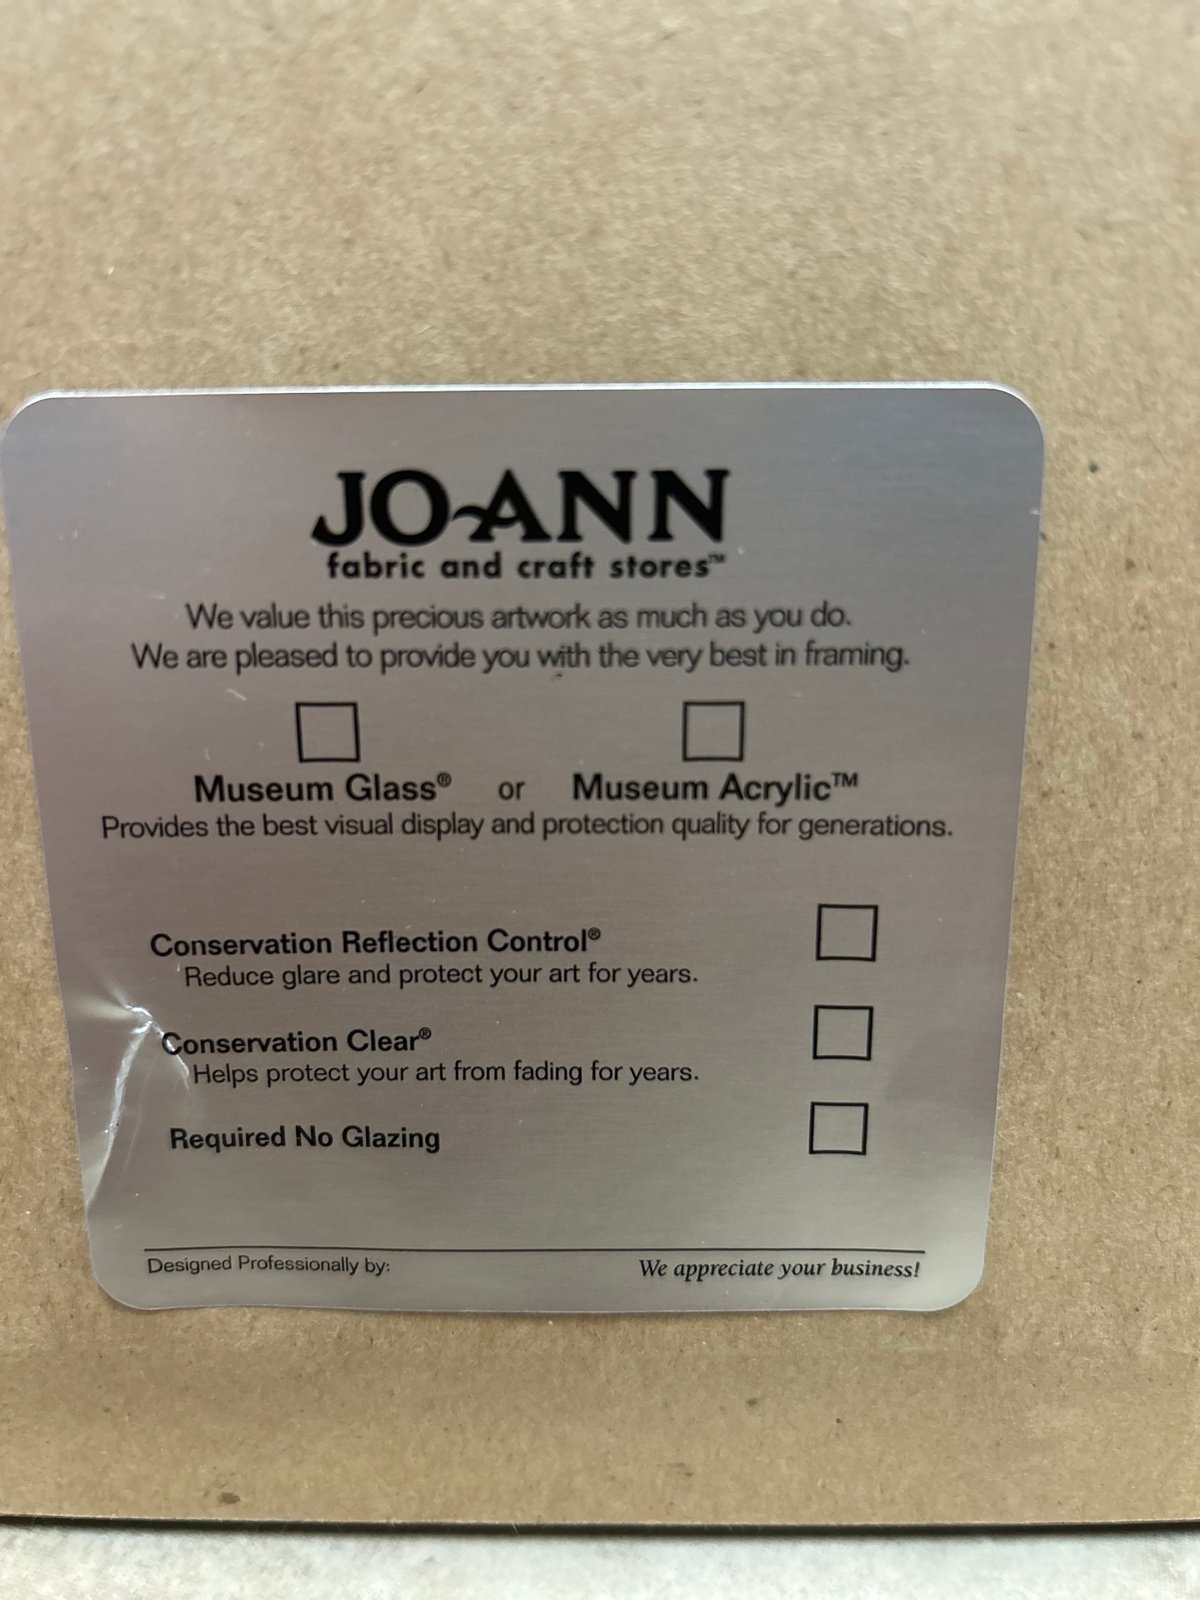 JO-ANN
fabric and craft stores™
We value this precious artwork as much as you do.
We are pleased to provide you with the very best in framing.
Museum Glass® or Museum Acrylic™
Provides the best visual display and protection quality for generations.
Conservation Reflection Control®
Reduce glare and protect your art for years.
Conservation Clear®
Helps protect your art from fading for years.
Required No Glazing
Designed Professionally by: We appreciate your business!